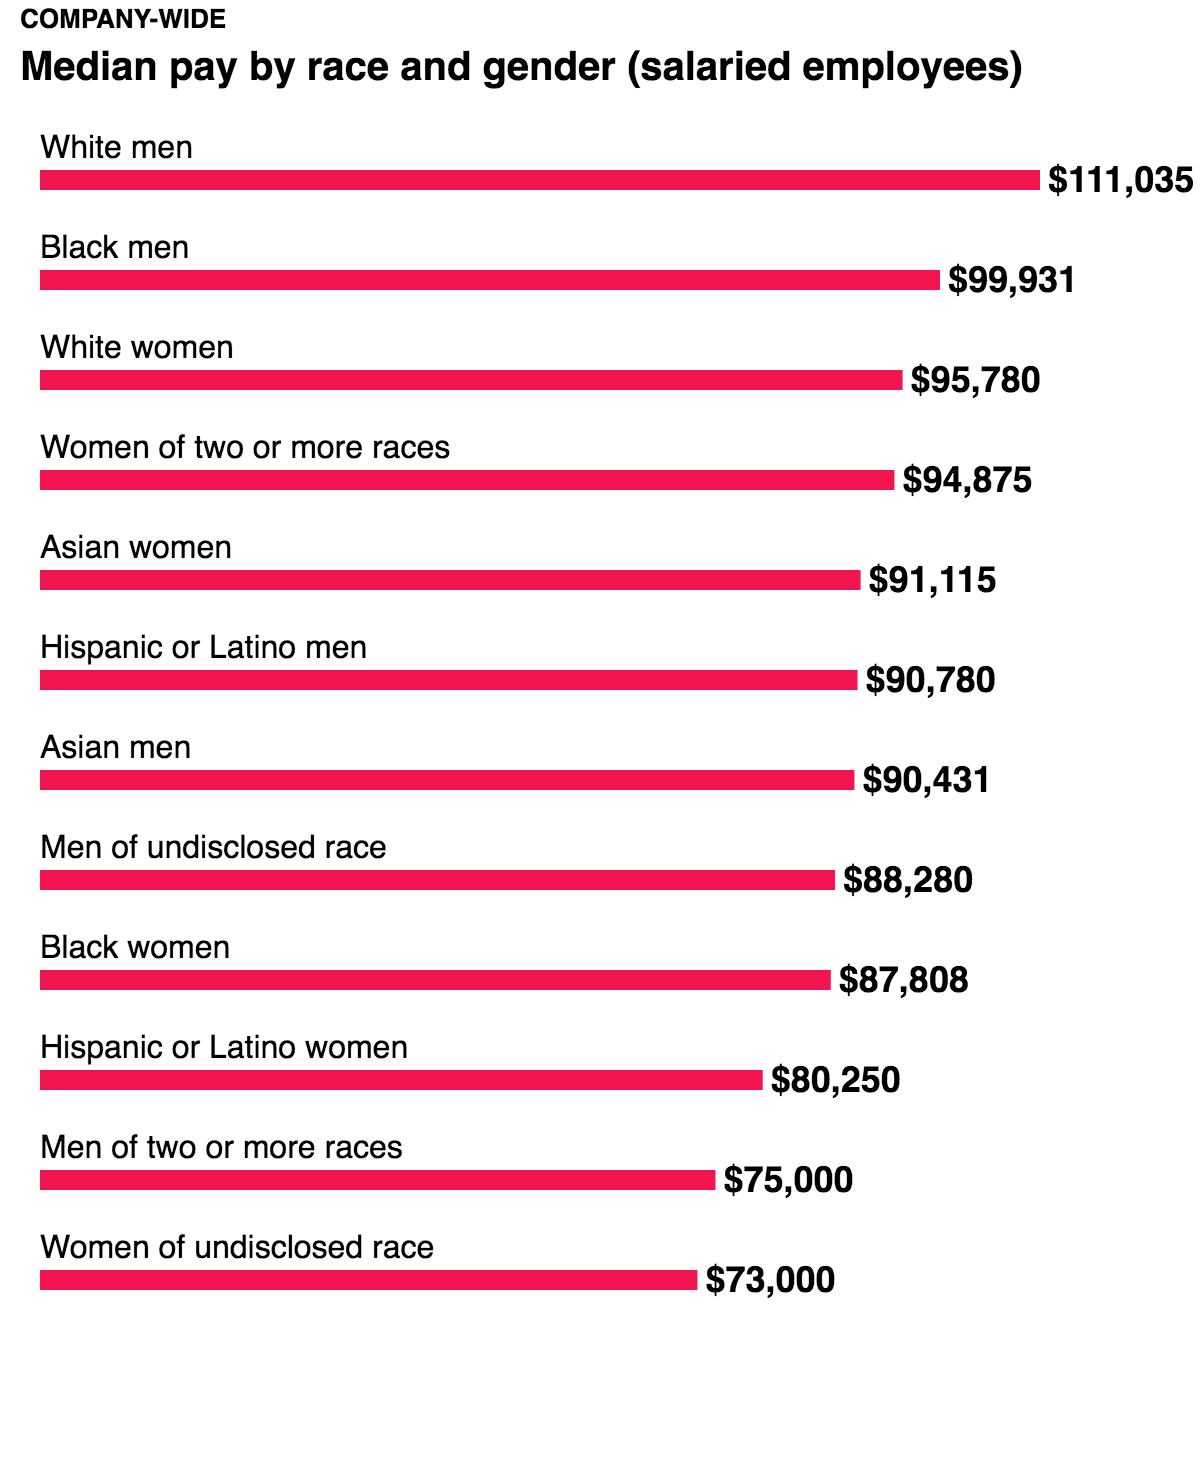 COMPANY-WIDE
Median pay by race and gender (salaried employees)
White men
$111,035
Black men
$99,931
White women
$95,780
Women of two or more races
$94,875
Asian women
$91,115
Hispanic or Latino men
$90,780
Asian men
$90,431
Men of undisclosed race
$88,280
Black women
$87,808
Hispanic or Latino women
$80,250
Men of two or more races
$75,000
Women of undisclosed race
$73,000